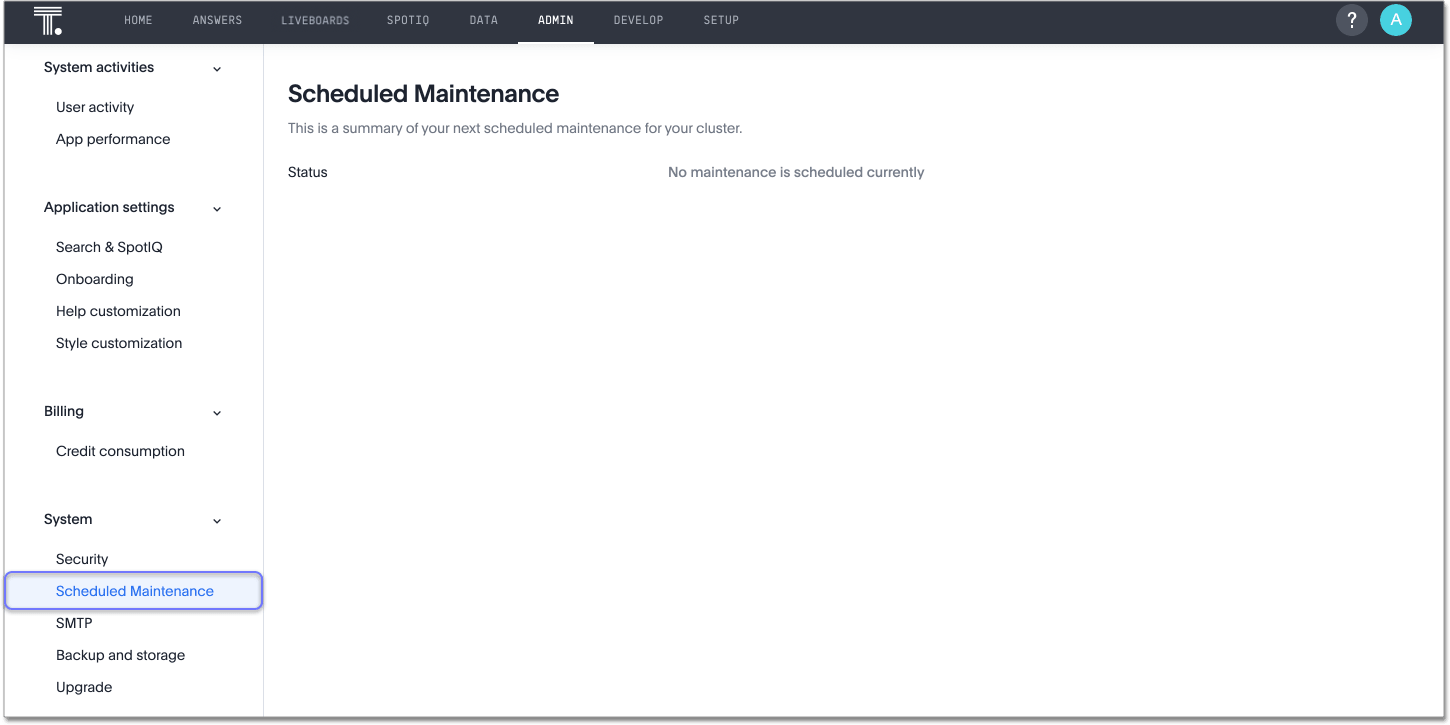 HOME ANSWERS LIVEBOARDS SPOTIQ DATA ADMIN DEVELOP SETUP ? A
System activities
User activity
App performance
Application settings
Search & SpotIQ
Onboarding
Help customization
Style customization
Billing
Credit consumption
System
Security
Scheduled Maintenance
SMTP
Backup and storage
Upgrade
Scheduled Maintenance
This is a summary of your next scheduled maintenance for your cluster.
Status No maintenance is scheduled currently